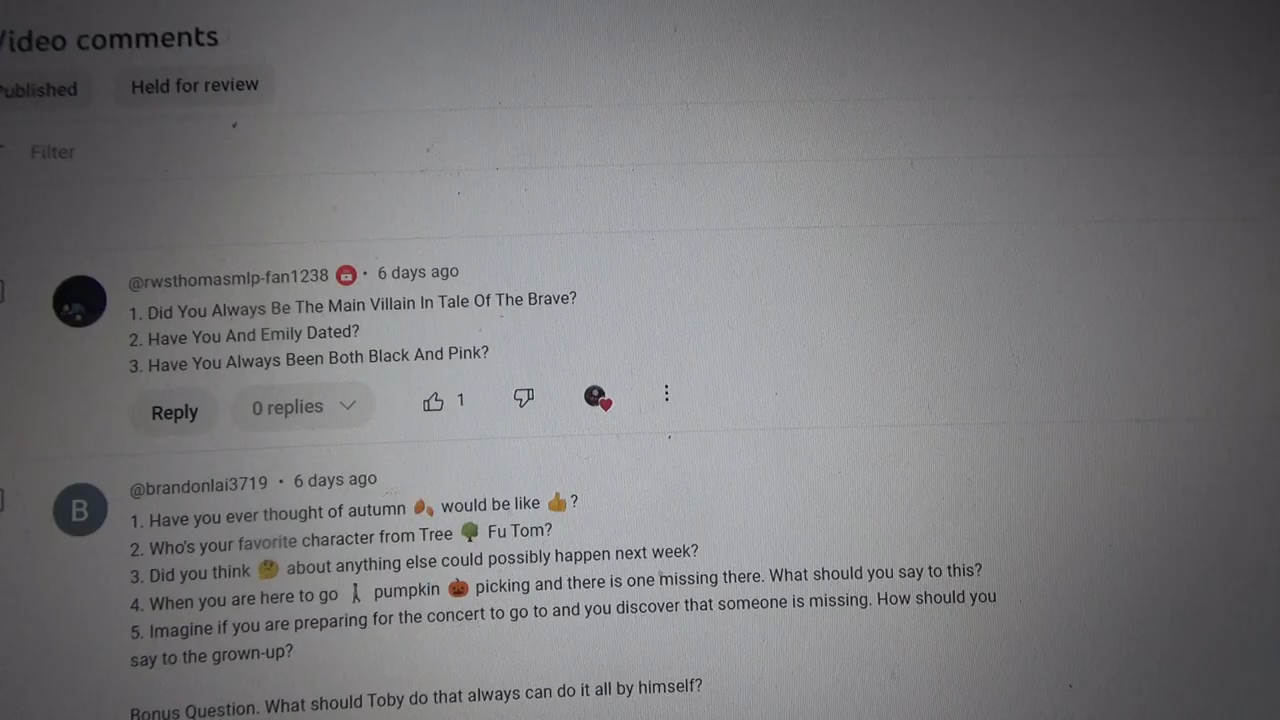 Video comments
Published Held for review
Filter
@rwsthomasmlp-fan1238 • 6 days ago
1. Did You Always Be The Main Villain In Tale Of The Brave?
2. Have You And Emily Dated?
3. Have You Always Been Both Black And Pink?
Reply 0 replies 1
B
@brandonlai3719 • 6 days ago
1. Have you ever thought of autumn 🍂 would be like 👍?
2. Who's your favorite character from Tree 🌳 Fu Tom?
3. Did you think 🤔 about anything else could possibly happen next week?
4. When you are here to go 🚶 pumpkin 🎃 picking and there is one missing there. What should you say to this?
5. Imagine if you are preparing for the concert to go to and you discover that someone is missing. How should you
say to the grown-up?
Bonus Question. What should Toby do that always can do it all by himself?